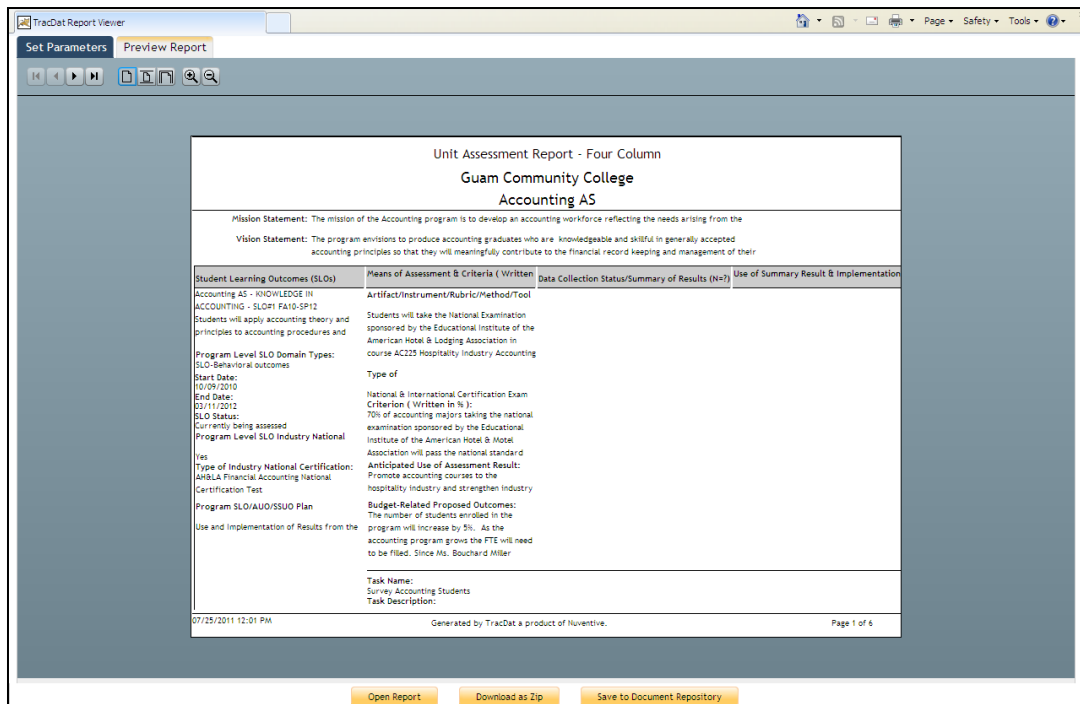 TracDat Report Viewer
Page Safety Tools
Set Parameters Preview Report
Unit Assessment Report - Four Column
Guam Community College
Accounting AS
Mission Statement: The mission of the Accounting program is to develop an accounting workforce reflecting the needs arising from the
Vision Statement: The program envisions to produce accounting graduates who are knowledgeable and skillful in generally accepted
accounting principles so that they will meaningfully contribute to the financial record keeping and management of their
Student Learning Outcomes (SLOs)
Means of Assessment & Criteria ( Written
Data Collection Status/Summary of Results (N=?)
Use of Summary Result & Implementation
Accounting AS - KNOWLEDGE IN
ACCOUNTING - SLO#1 FA10-SP12
Students will apply accounting theory and
principles to accounting procedures and
Program Level SLO Domain Types:
SLO-Behavioral outcomes
Start Date:
10/09/2010
End Date:
03/11/2012
SLO Status:
Currently being assessed
Program Level SLO Industry National
Yes
Type of Industry National Certification:
AH&LA Financial Accounting National
Certification Test
Program SLO/AUO/SSUO Plan
Use and Implementation of Results from the
Artifact/Instrument/Rubric/Method/Tool
Students will take the National Examination
sponsored by the Educational Institute of the
American Hotel & Lodging Association in
course AC225 Hospitality Industry Accounting
Type of
National & International Certification Exam
Criterion ( Written in % ):
70% of accounting majors taking the national
examination sponsored by the Educational
Institute of the American Hotel & Motel
Association will pass the national standard
Anticipated Use of Assessment Result:
Promote accounting courses to the
hospitality industry and strengthen industry
Budget-Related Proposed Outcomes:
The number of students enrolled in the
program will increase by 5%. As the
accounting program grows the FTE will need
to be filled. Since Ms. Bouchard Miller
Task Name:
Survey Accounting Students
Task Description:
07/25/2011 12:01 PM
Generated by TracDat a product of Nuventive.
Page 1 of 6
Open Report Download as Zip Save to Document Repository